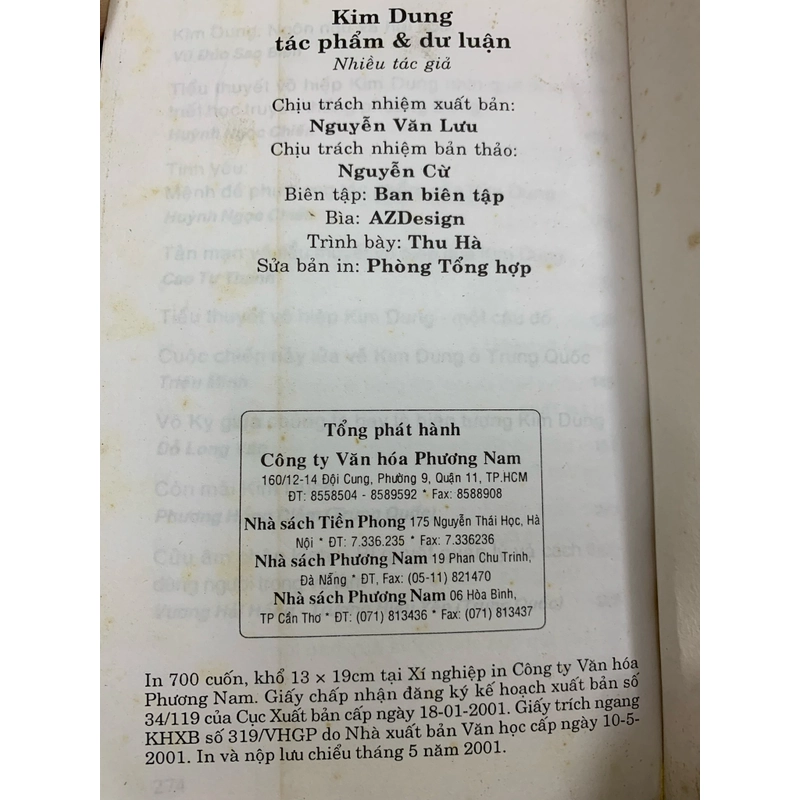 Kim Dung
tác phẩm & dư luận
Nhiều tác giả
Chịu trách nhiệm xuất bản:
Nguyễn Văn Lưu
Chịu trách nhiệm bản thảo:
Nguyễn Cừ
Biên tập: Ban biên tập
Bìa: AZDesign
Trình bày: Thu Hà
Sửa bản in: Phòng Tổng hợp
Tổng phát hành
Công ty Văn hóa Phương Nam
160/12-14 Đội Cung, Phường 9, Quận 11, TP.HCM
ĐT: 8558504 - 8589592 * Fax: 8588908
Nhà sách Tiền Phong 175 Nguyễn Thái Học, Hà
Nội * ĐT: 7.336.235 * Fax: 7.336236
Nhà sách Phương Nam 19 Phan Chu Trinh,
Đà Nẵng * ĐT, Fax: (05-11) 821470
Nhà sách Phương Nam 06 Hòa Bình,
TP Cần Thơ * ĐT: (071) 813436 * Fax: (071) 813437
In 700 cuốn, khổ 13 × 19cm tại Xí nghiệp in Công ty Văn hóa
Phương Nam. Giấy chấp nhận đăng ký kế hoạch xuất bản số
34/119 của Cục Xuất bản cấp ngày 18-01-2001. Giấy trích ngang
KHXB số 319/VHGP do Nhà xuất bản Văn học cấp ngày 10-5-
2001. In và nộp lưu chiểu tháng 5 năm 2001.